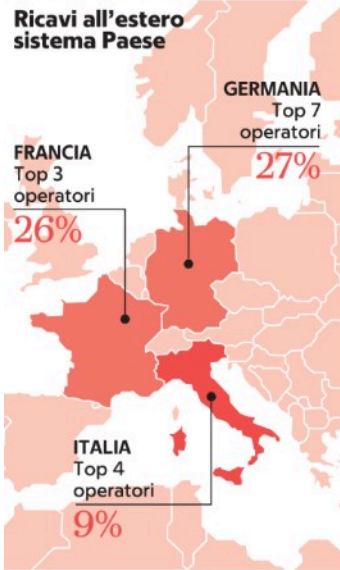 Ricavi all'estero
sistema Paese
GERMANIA
Top 7
operatori
27%
FRANCIA
Top 3
operatori
26%
ITALIA
Top 4
operatori
9%